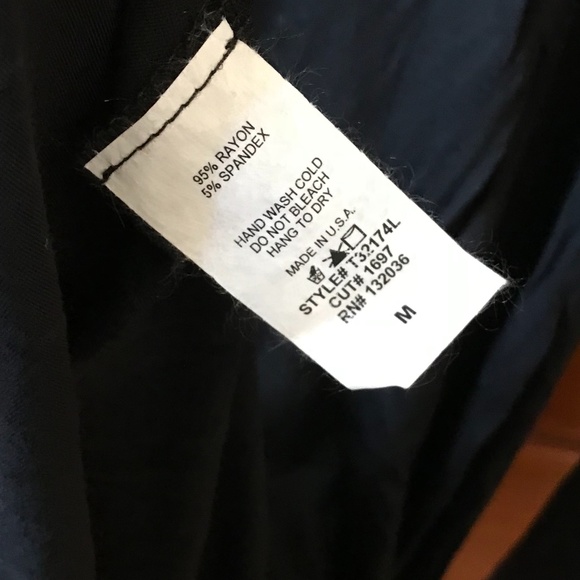 95% RAYON
5% SPANDEX
HAND WASH COLD
DO NOT BLEACH
HANG TO DRY
MADE IN U.S.A.
STYLE# T32174L
CUT# 1697
RN# 132036
M